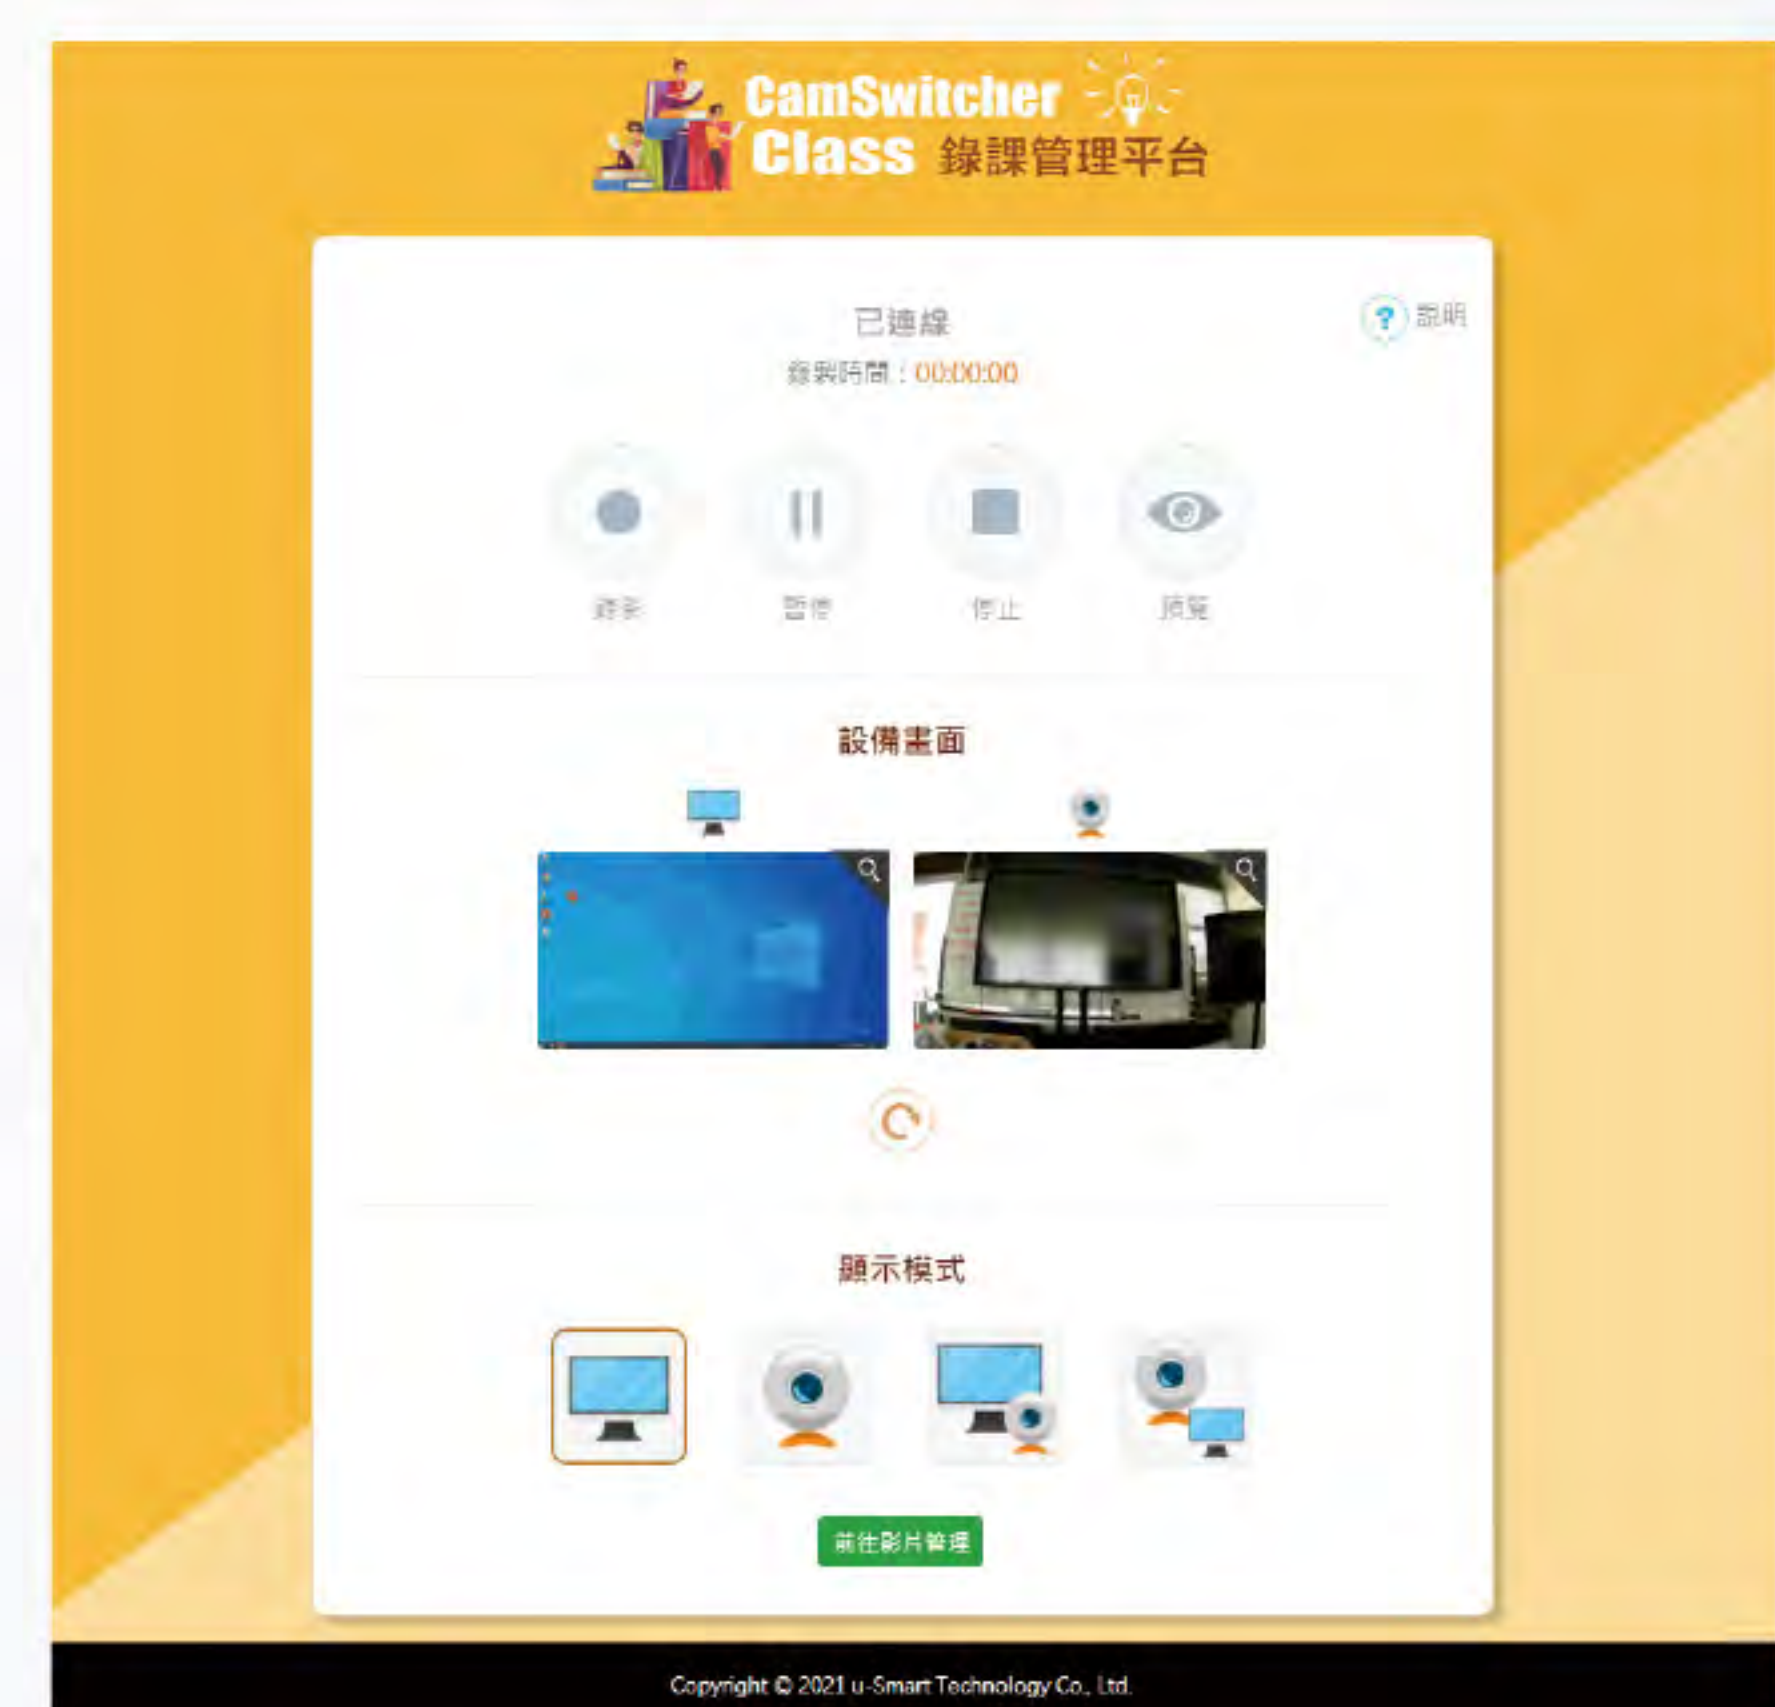 CamSwitcher
Class 錄課管理平台
已連線
說明
錄製時間：00:00:00
錄影
暫停
停止
預覽
設備畫面
顯示模式
前往影片管理
Copyright © 2021 u-Smart Technology Co., Ltd.